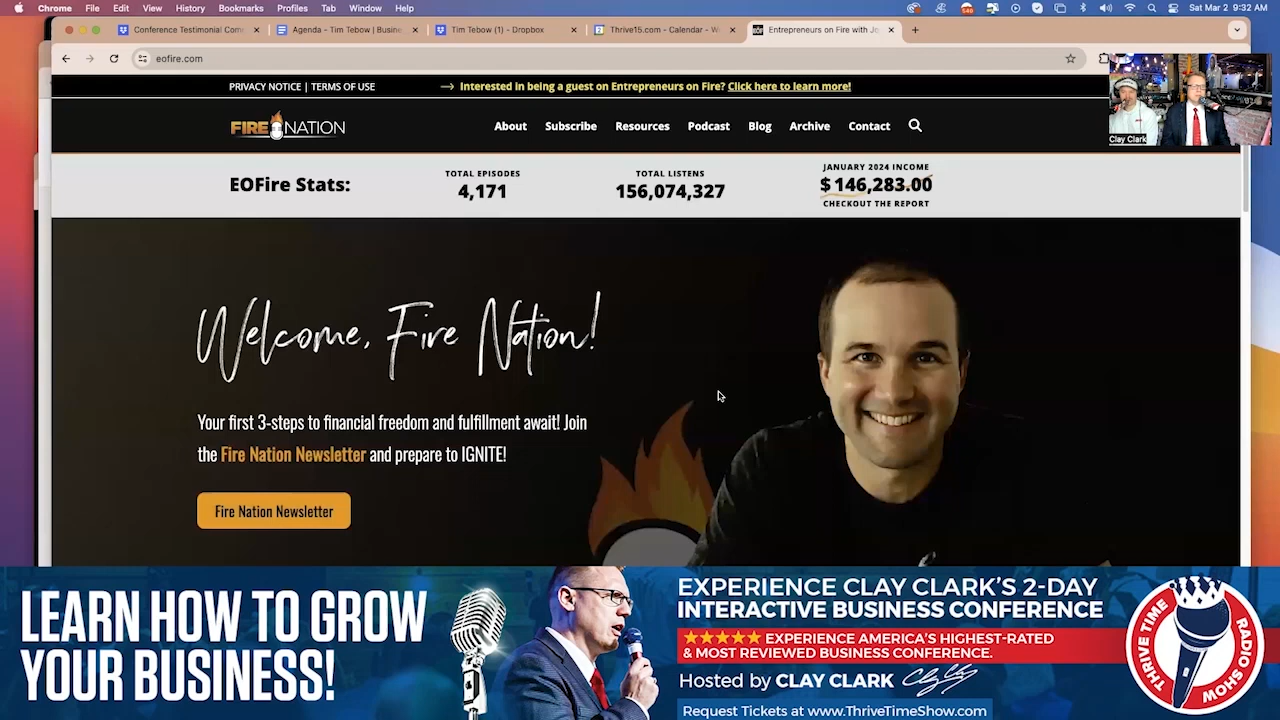 Chrome File Edit View History Bookmarks Profiles Tab Window Help Sat Mar 2 9:32 AM
Conference Testimonial Com Agenda - Tim Tebow | Busine Tim Tebow (1) - Dropbox Thrive15.com - Calendar - W Entrepreneurs on Fire with Jo
eofire.com
PRIVACY NOTICE | TERMS OF USE
Interested in being a guest on Entrepreneurs on Fire? Click here to learn more!
FIRE NATION
About Subscribe Resources Podcast Blog Archive Contact
Clay Clark
EOFire Stats:
TOTAL EPISODES
4,171
TOTAL LISTENS
156,074,327
JANUARY 2024 INCOME
$146,283.00
CHECKOUT THE REPORT
Welcome, Fire Nation!
Your first 3-steps to financial freedom and fulfillment await! Join
the Fire Nation Newsletter and prepare to IGNITE!
Fire Nation Newsletter
LEARN HOW TO GROW
YOUR BUSINESS!
EXPERIENCE CLAY CLARK'S 2-DAY
INTERACTIVE BUSINESS CONFERENCE
EXPERIENCE AMERICA'S HIGHEST-RATED
& MOST REVIEWED BUSINESS CONFERENCE.
Hosted by CLAY CLARK
Request Tickets at www.ThriveTimeShow.com
THRIVE TIME
RADIO SHOW